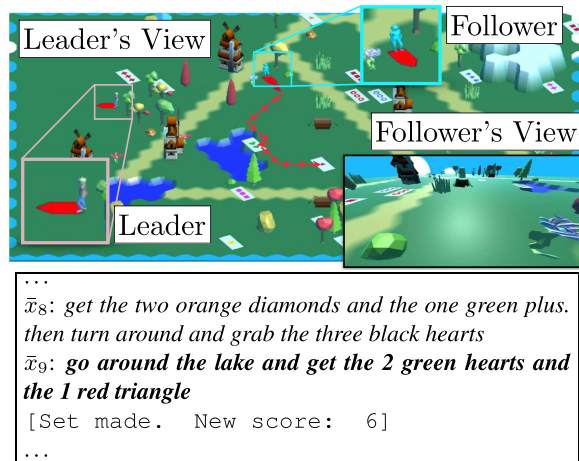 Leader's View
Follower
Follower's View
Leader
...
x̄₈: get the two orange diamonds and the one green plus.
then turn around and grab the three black hearts
x̄₉: go around the lake and get the 2 green hearts and
the 1 red triangle
[Set made. New score: 6]
...